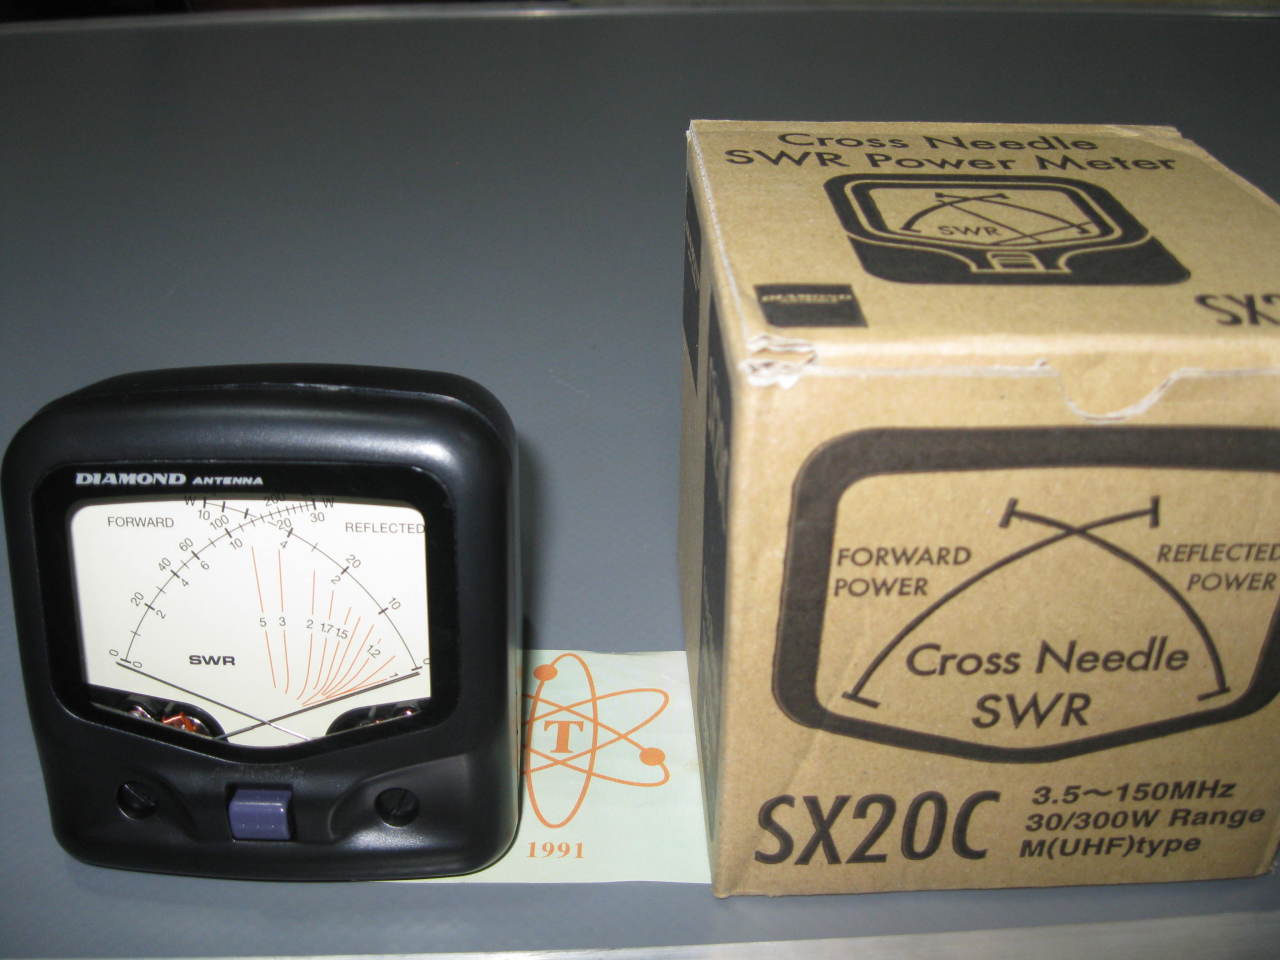 Cross Needle
SWR Power Meter
SWR
DIAMOND
DIAMOND ANTENNA
FORWARD
REFLECTED
W
W
0 20 40 60 100 200
0 2 4 6 10 20 30
0 10 20
2 4
10
5 3 2 1.7 1.5 1.2 1
SWR
T
1991
FORWARD
POWER
REFLECTED
POWER
Cross Needle
SWR
SX20C
3.5～150MHz
30/300W Range
M(UHF)type